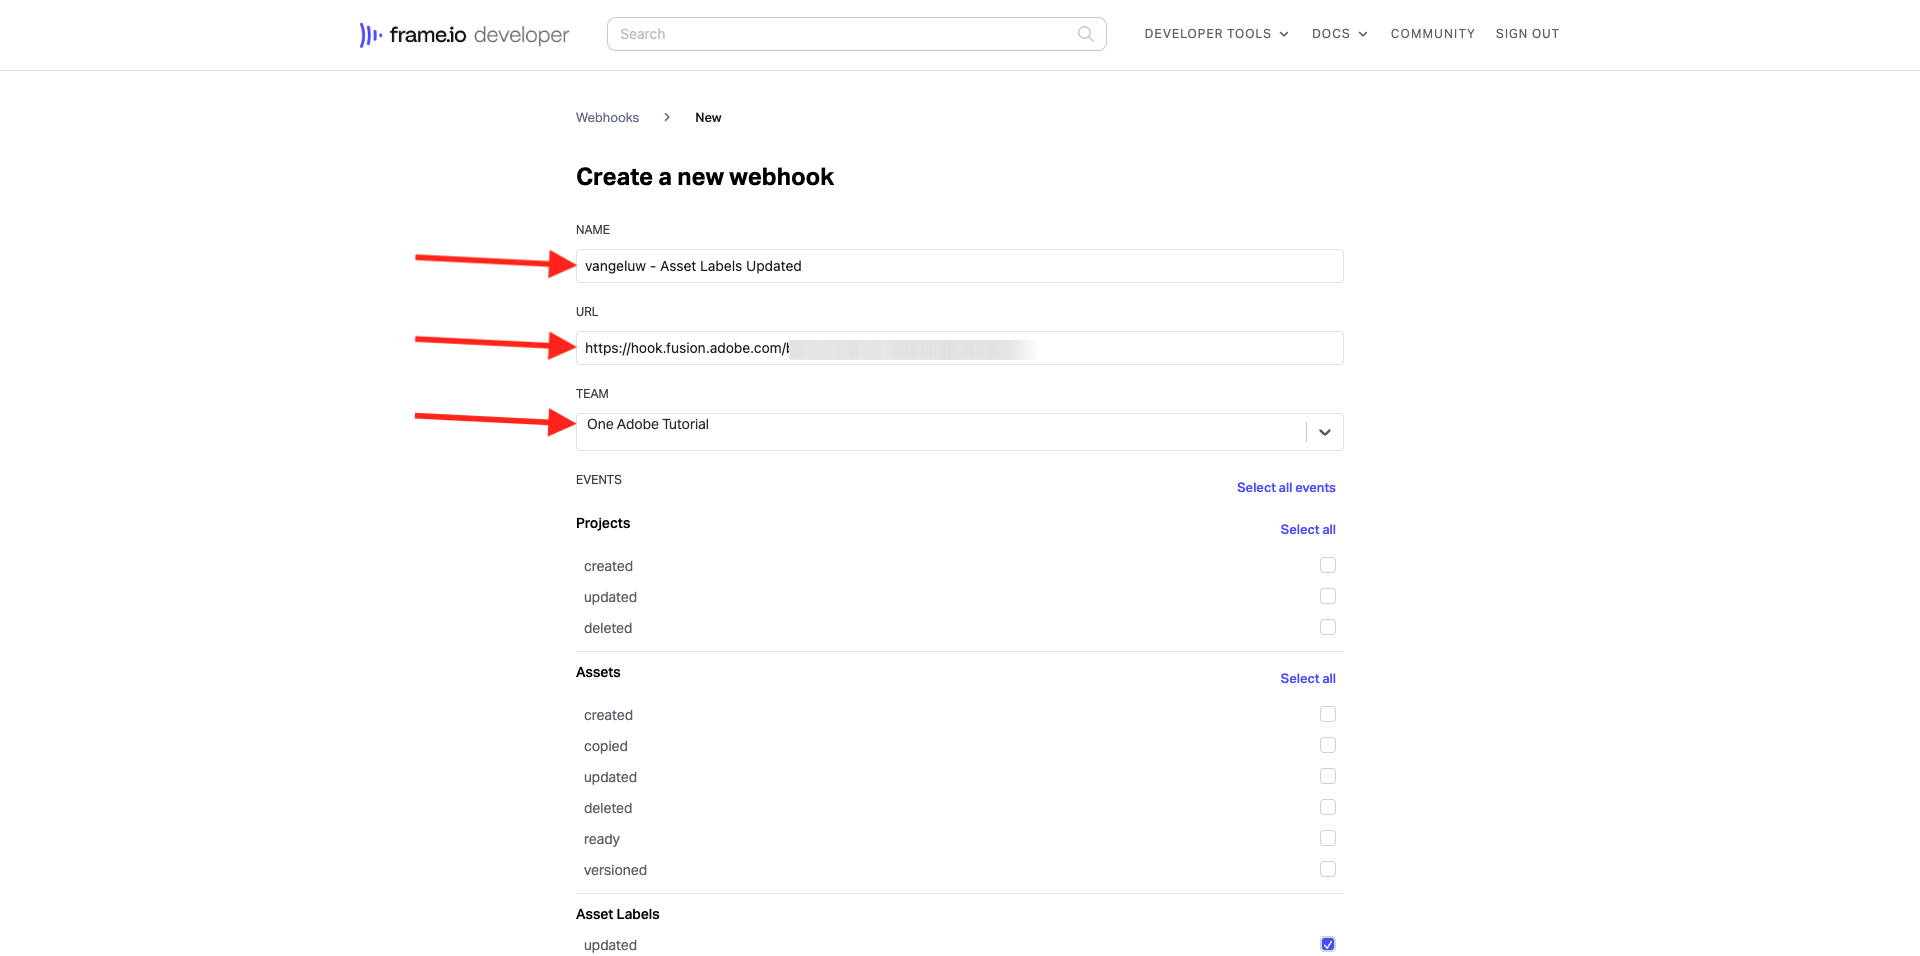 frame.io developer
Search
DEVELOPER TOOLS
DOCS
COMMUNITY
SIGN OUT
Webhooks
New
Create a new webhook
NAME
vangeluw - Asset Labels Updated
URL
https://hook.fusion.adobe.com/
TEAM
One Adobe Tutorial
EVENTS
Select all events
Projects
Select all
created
updated
deleted
Assets
Select all
created
copied
updated
deleted
ready
versioned
Asset Labels
updated